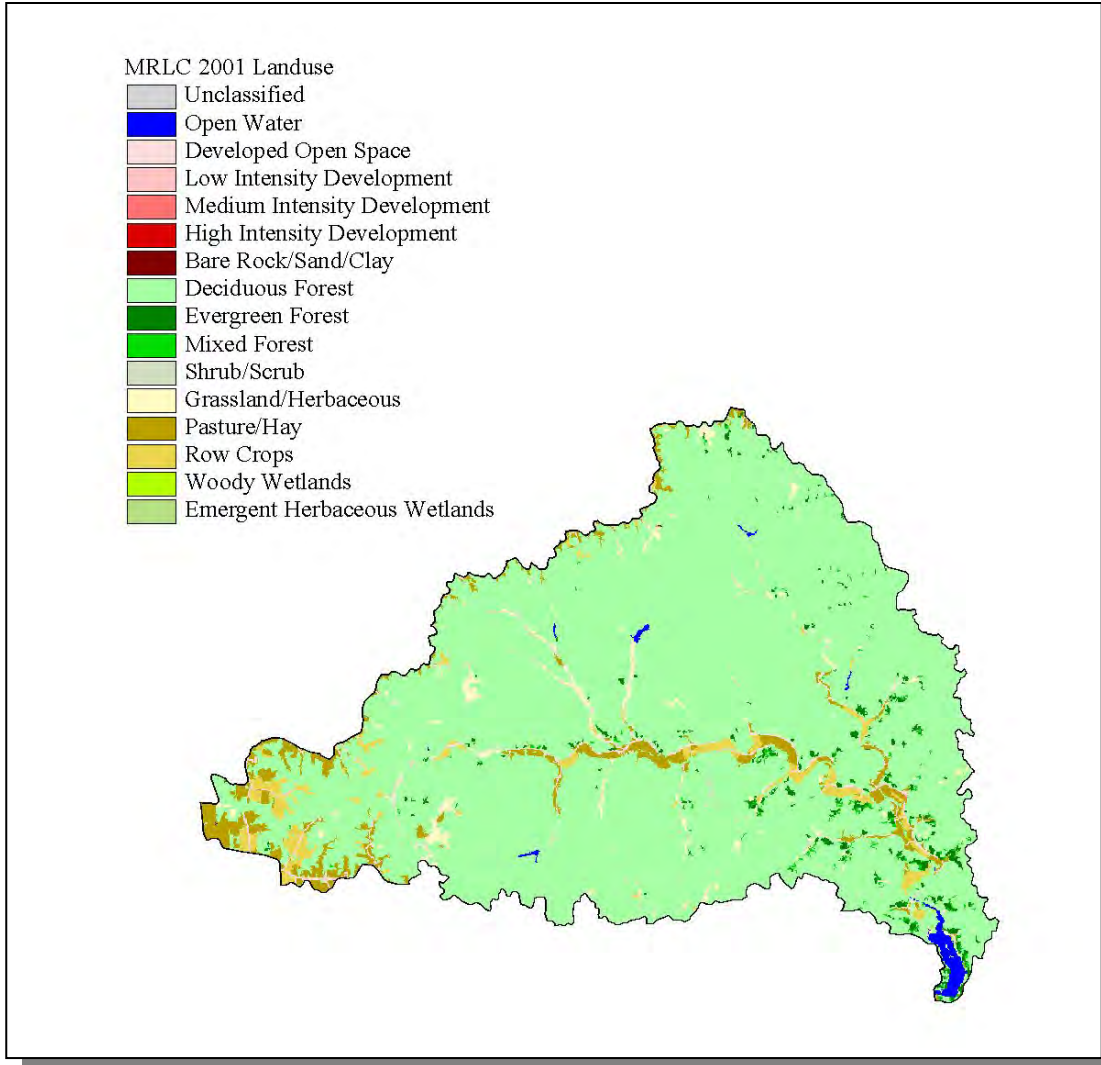 MRLC 2001 Landuse
Unclassified
Open Water
Developed Open Space
Low Intensity Development
Medium Intensity Development
High Intensity Development
Bare Rock/Sand/Clay
Deciduous Forest
Evergreen Forest
Mixed Forest
Shrub/Scrub
Grassland/Herbaceous
Pasture/Hay
Row Crops
Woody Wetlands
Emergent Herbaceous Wetlands